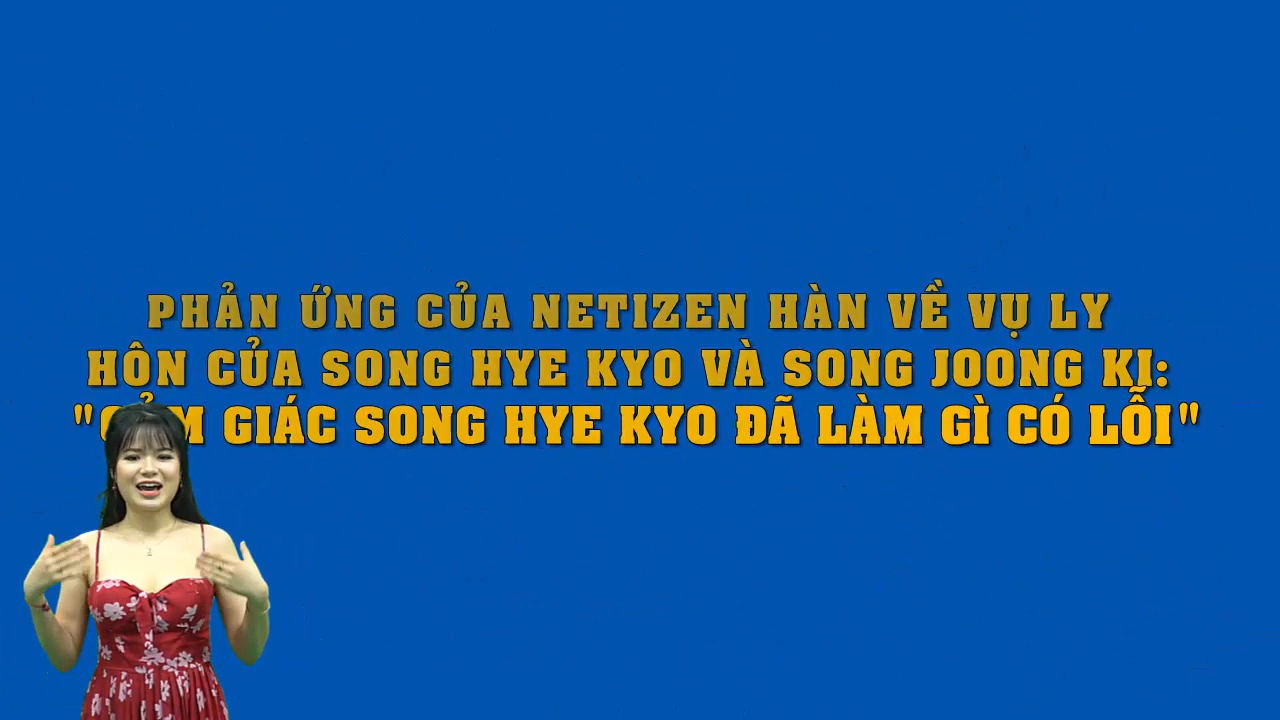 PHẢN ỨNG CỦA NETIZEN HÀN VỀ VỤ LY
HÔN CỦA SONG HYE KYO VÀ SONG JOONG KI:
GIÁC SONG HYE KYO ĐÃ LÀM GÌ CÓ LỖI"